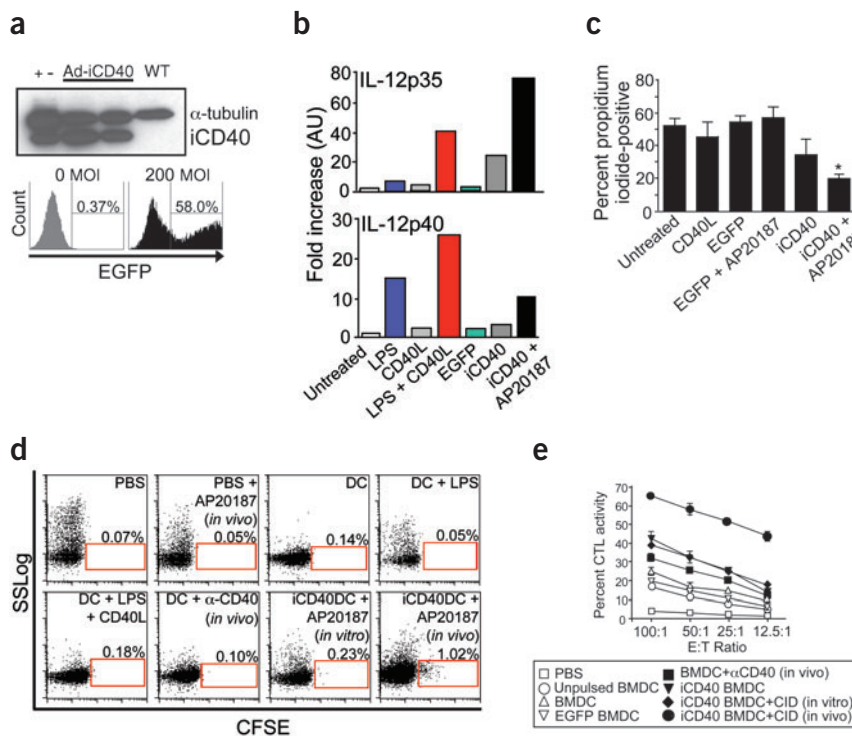 a
+ - Ad-iCD40 WT
α-tubulin
iCD40
0 MOI
200 MOI
Count
0.37%
58.0%
EGFP
b
Fold increase (AU)
IL-12p35
80
60
40
20
0
IL-12p40
40
30
20
10
0
Untreated
LPS
CD40L
LPS + CD40L
EGFP
iCD40
iCD40 +
AP20187
c
Percent propidium
iodide-positive
100
80
60
40
20
0
*
Untreated
CD40L
EGFP
EGFP + AP20187
iCD40
iCD40 +
AP20187
d
SSLog
PBS
0.07%
PBS +
AP20187
(in vivo)
0.05%
DC
0.14%
DC + LPS
0.05%
DC + LPS
+ CD40L
0.18%
DC + α-CD40
(in vivo)
0.10%
iCD40DC +
AP20187
(in vitro)
0.23%
iCD40DC +
AP20187
(in vivo)
1.02%
CFSE
e
Percent CTL activity
70
60
50
40
30
20
10
0
100:1
50:1
25:1
12.5:1
E:T Ratio
PBS
Unpulsed BMDC
BMDC
EGFP BMDC
BMDC+αCD40 (in vivo)
iCD40 BMDC
iCD40 BMDC+CID (in vitro)
iCD40 BMDC+CID (in vivo)